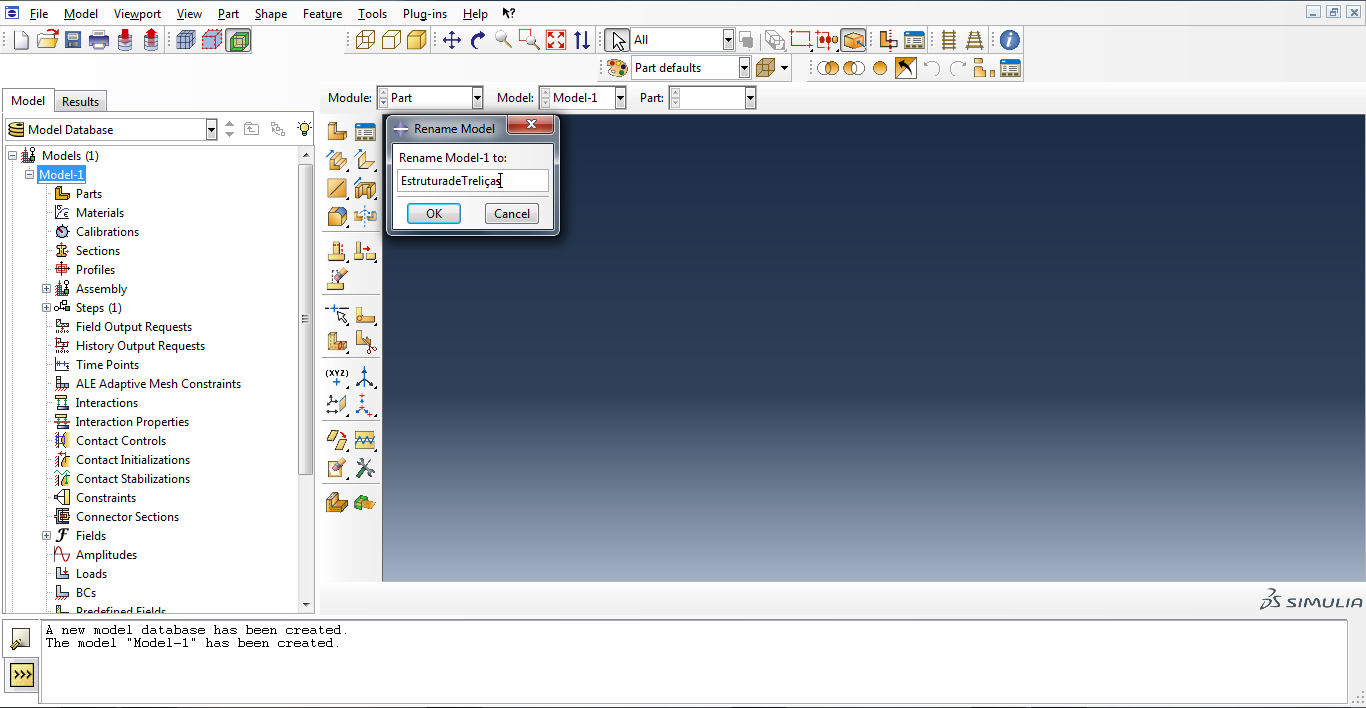 File Model Viewport View Part Shape Feature Tools Plug-ins Help ?
All
Part defaults
Model Results
Module: Part Model: Model-1 Part:
Model Database
Models (1)
Model-1
Parts
Materials
Calibrations
Sections
Profiles
Assembly
Steps (1)
Field Output Requests
History Output Requests
Time Points
ALE Adaptive Mesh Constraints
Interactions
Interaction Properties
Contact Controls
Contact Initializations
Contact Stabilizations
Constraints
Connector Sections
Fields
Amplitudes
Loads
BCs
Predefined Fields
(XYZ)
Rename Model
Rename Model-1 to:
EstruturadeTreliças
OK Cancel
SIMULIA
A new model database has been created.
The model "Model-1" has been created.
>>>